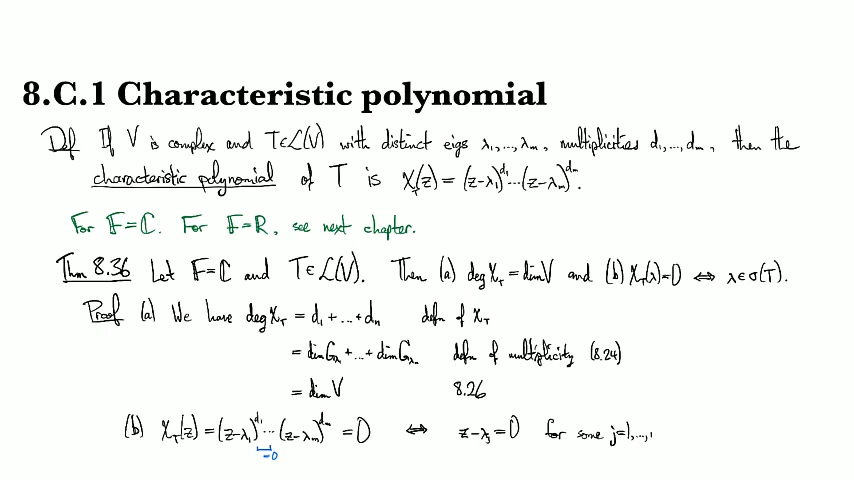 8.C.1 Characteristic polynomial
Def If V is complex and T∈L(V) with distinct eigs λ₁,...,λₘ, multiplicities d₁,...,dₘ, then the
characteristic polynomial of T is χ_T(z) = (z-λ₁)^d₁ ... (z-λₘ)^dₘ.
For F=C. For F=R, see next chapter.
Thm 8.36 Let F=C and T∈L(V). Then (a) deg χ_T = dim V and (b) χ_T(λ)=0 ⇔ λ∈σ(T).
Proof (a) We have deg χ_T = d₁ + ... + dₘ defn of χ_T
= dim G_λ₁ + ... + dim G_λₘ defn of multiplicity (8.24)
= dim V 8.26
(b) χ_T(z) = (z-λ₁)^d₁ ... (z-λₘ)^dₘ = 0 ⇔ z-λⱼ = 0 for some j=1,...,
=0